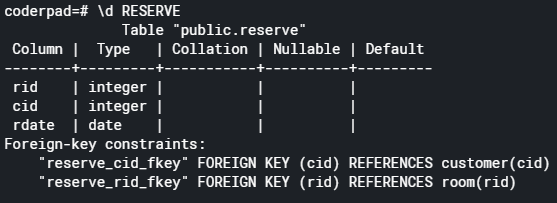 coderpad=# \d RESERVE
Table "public.reserve"
Column | Type | Collation | Nullable | Default
--------+---------+-----------+----------+---------
rid | integer | | |
cid | integer | | |
rdate | date | | |
Foreign-key constraints:
"reserve_cid_fkey" FOREIGN KEY (cid) REFERENCES customer(cid)
"reserve_rid_fkey" FOREIGN KEY (rid) REFERENCES room(rid)